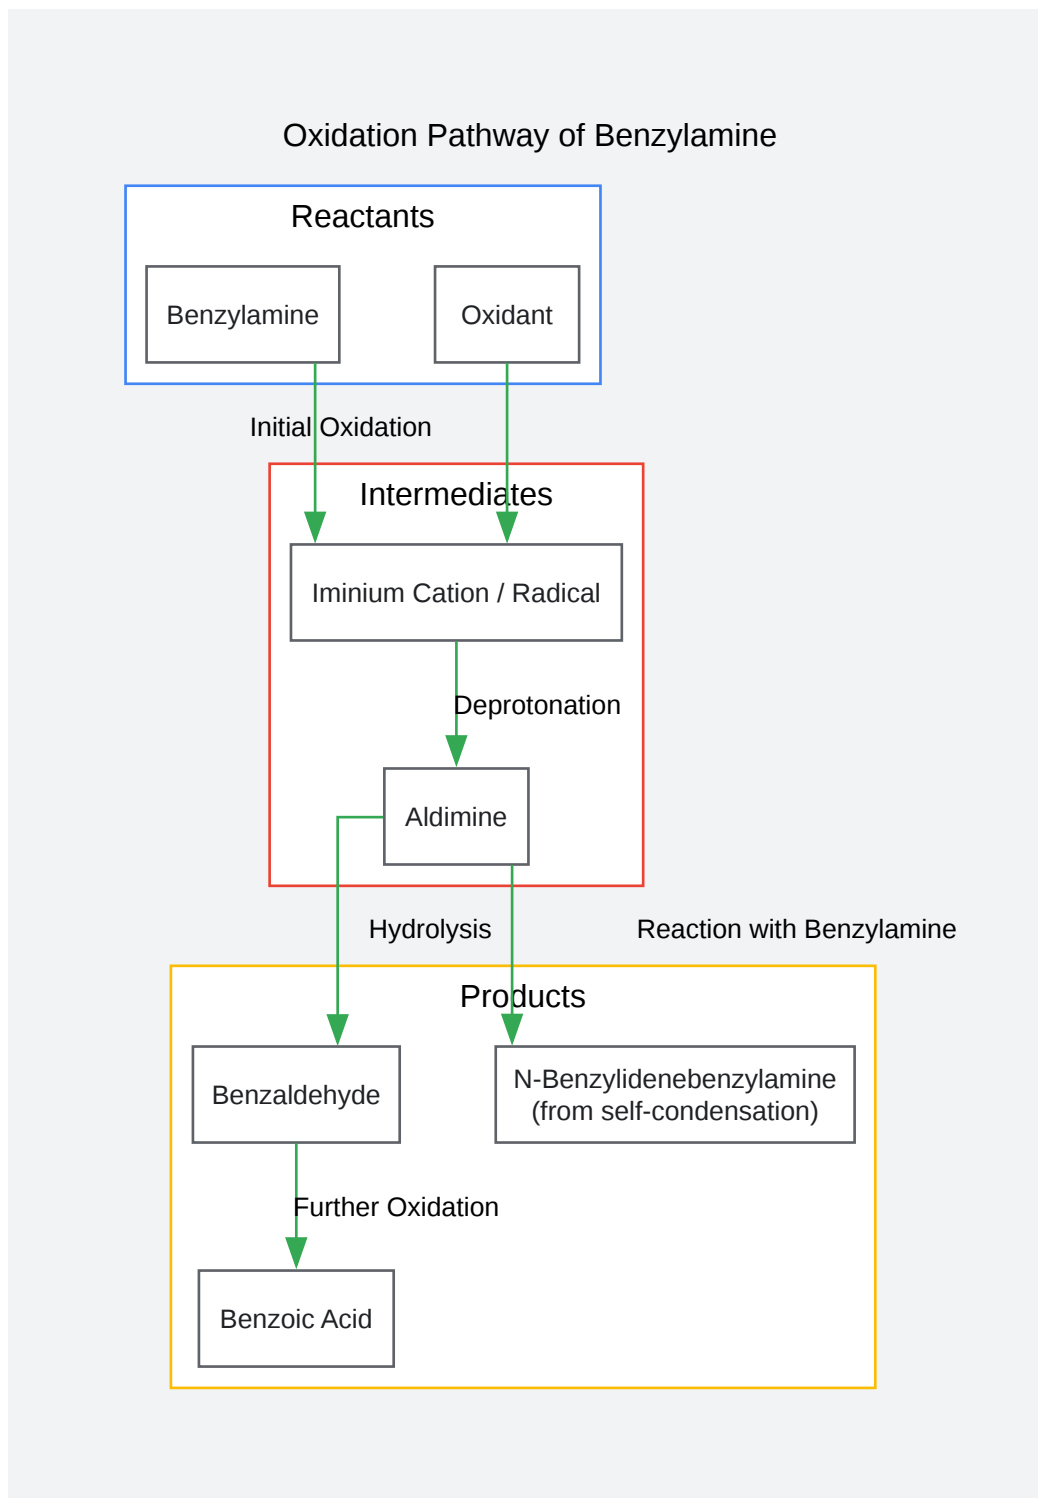 Oxidation Pathway of Benzylamine
Reactants
Benzylamine
Oxidant
Initial Oxidation
Intermediates
Iminium Cation / Radical
Deprotonation
Aldimine
Hydrolysis
Reaction with Benzylamine
Products
Benzaldehyde
N-Benzylidenebenzylamine
(from self-condensation)
Further Oxidation
Benzoic Acid